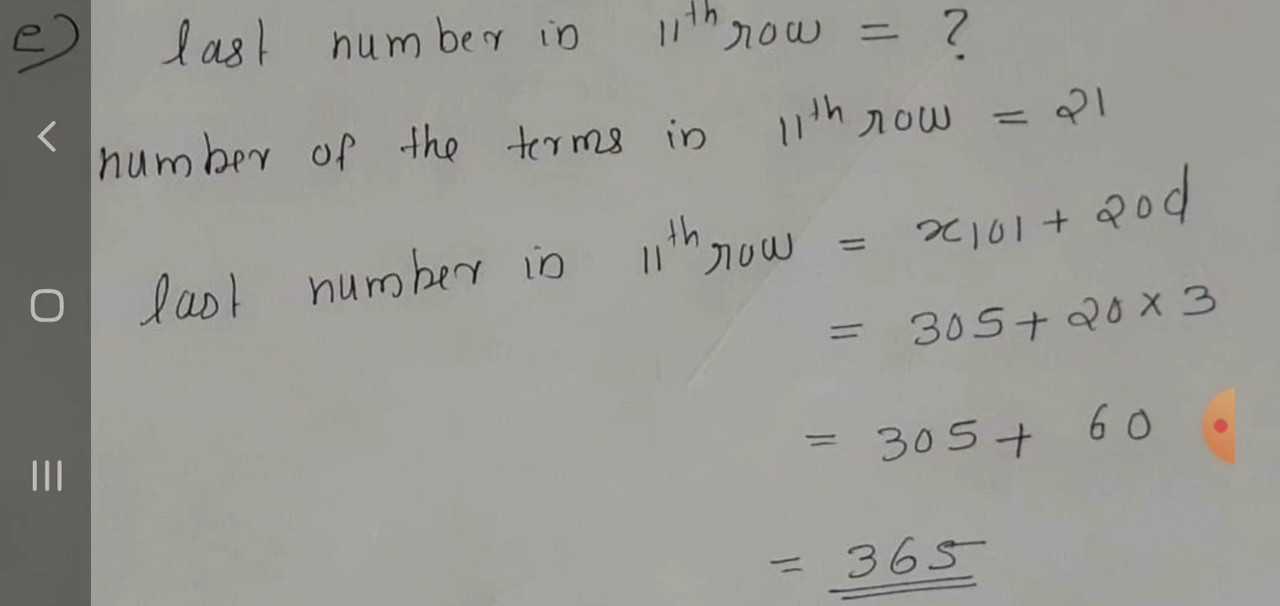 e) last number in 11th row = ?
number of the terms in 11th row = 21
last number in 11th row = x101 + 20d
= 305 + 20 x 3
= 305 + 60
= 365